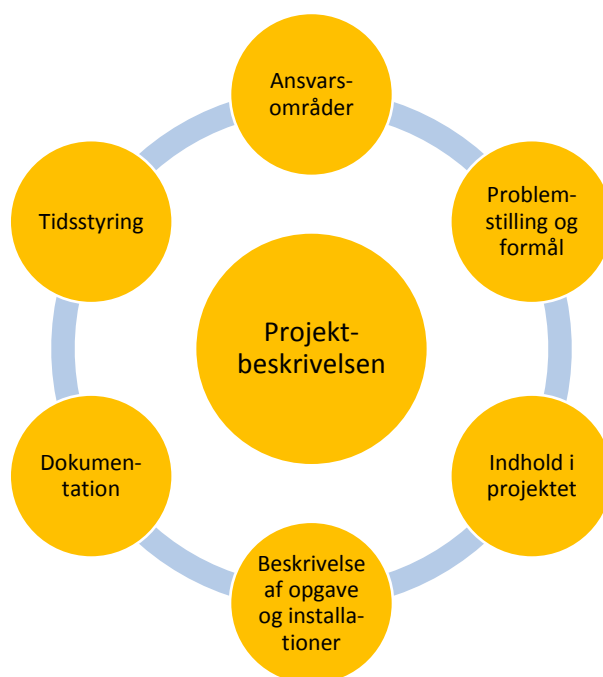 Ansvars-
områder
Problem-
stilling og
formål
Indhold i
projektet
Beskrivelse
af opgave
og installa-
tioner
Dokumen-
tation
Tidsstyring
Projekt-
beskrivelsen